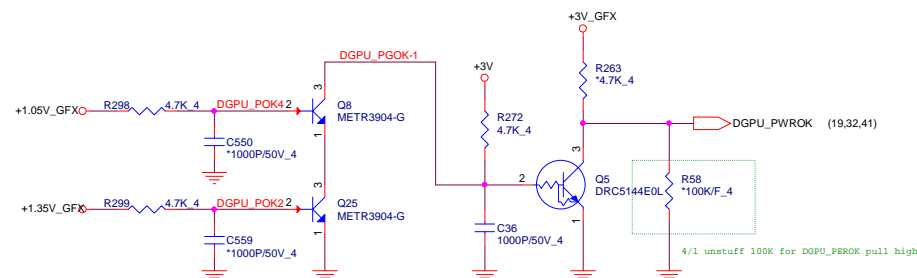 +3V_GFX
DGPU_PGOK-1
+3V
3
R263
*4.7K_4
+1.05V_GFX
R298
4.7K_4
DGPU_POK4
2
Q8
METR3904-G
R272
4.7K_4
DGPU_PWROK
(19,32,41)
C550
*1000P/50V_4
1
3
2
3
Q5
DRC5144E0L
R58
*100K/F_4
+1.35V_GFX
R299
4.7K_4
DGPU_POK2
2
Q25
METR3904-G
C36
1000P/50V_4
1
C559
*1000P/50V_4
1
4/1 unstuff 100K for DGPU_PEROK pull high